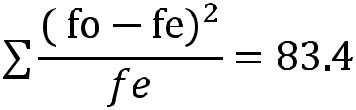 ∑ ( fo − fe)² / fe = 83.4